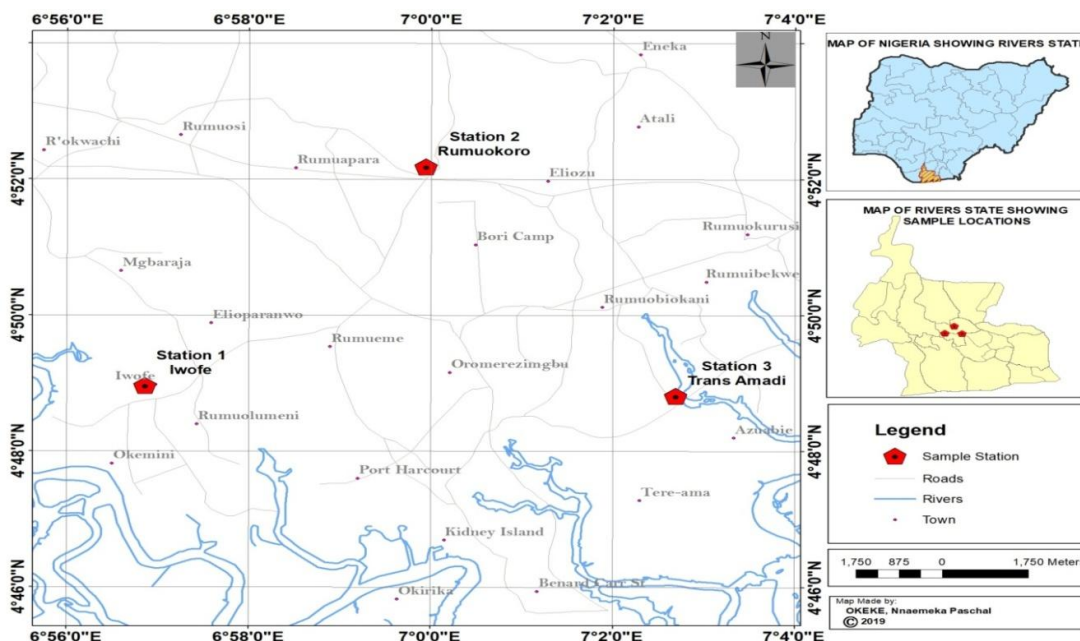 6°56'0"E
6°58'0"E
7°0'0"E
7°2'0"E
7°4'0"E
N
Eneka
Atali
Rumuosi
R'okwachi
Rumuapara
Station 2
Rumuokoro
Eliozu
4°52'0"N
4°52'0"N
Bori Camp
Rumuokurusi
Mgbaraja
Rumuibekwe
Rumuobiokani
Elioparanwo
4°50'0"N
4°50'0"N
Rumueme
Station 1
Iwofe
Iwofe
Oromerezimgbu
Station 3
Trans Amadi
Rumuolumeni
Azuabie
4°48'0"N
4°48'0"N
Okemini
Port Harcourt
Tere-ama
Kidney Island
4°46'0"N
4°46'0"N
Okirika
Benard Carr St
6°56'0"E
6°58'0"E
7°0'0"E
7°2'0"E
7°4'0"E
MAP OF NIGERIA SHOWING RIVERS STATE
MAP OF RIVERS STATE SHOWING
SAMPLE LOCATIONS
Legend
Sample Station
Roads
Rivers
Town
1,750 875 0 1,750 Meter
Map Made by:
OKEKE, Nnaemeka Paschal
© 2019